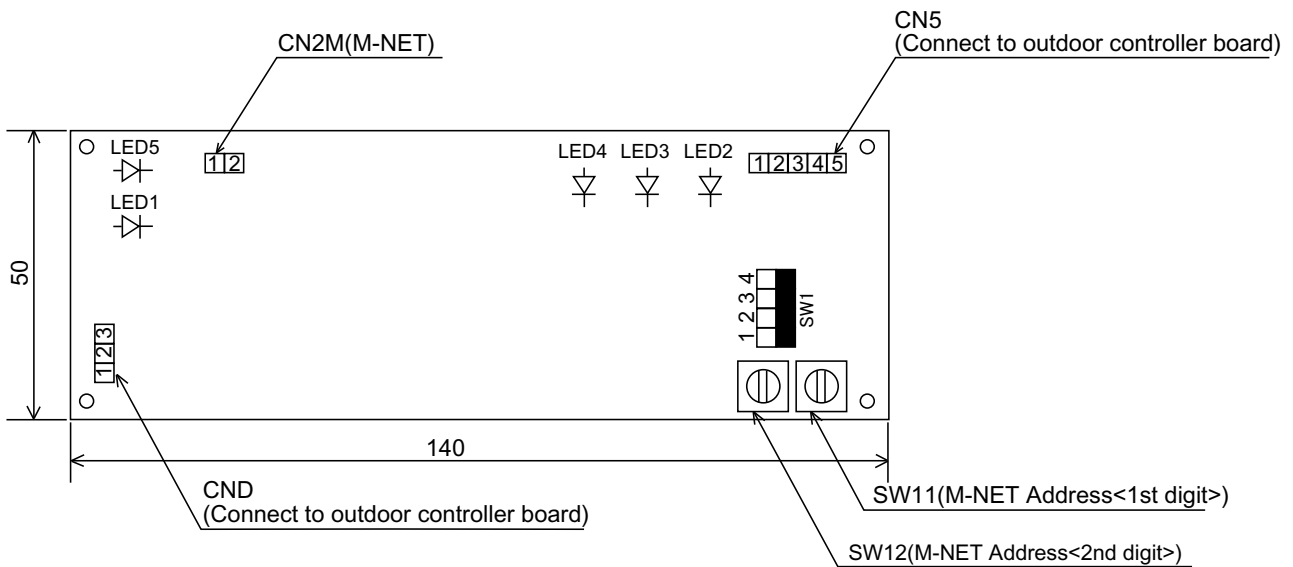 CN5
(Connect to outdoor controller board)
CN2M(M-NET)
LED5
1 2
LED4 LED3 LED2
1 2 3 4 5
LED1
50
4
3
2
1
SW1
3
2
1
140
CND
(Connect to outdoor controller board)
SW11(M-NET Address<1st digit>)
SW12(M-NET Address<2nd digit>)